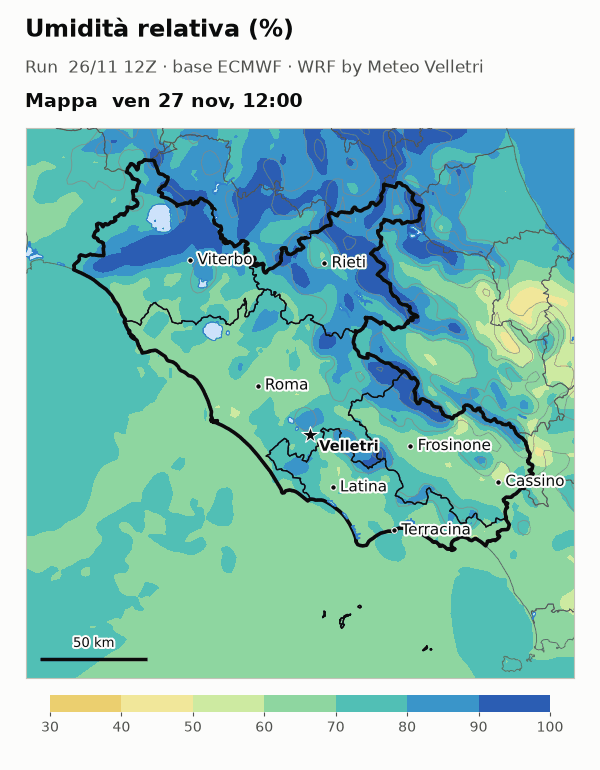 Umidità relativa (%)
Run  26/11 12Z · base ECMWF · WRF by Meteo Velletri
Mappa  ven 27 nov, 12:00
Viterbo
Rieti
Roma
Velletri
Frosinone
Cassino
Latina
Terracina
50 km
30 40 50 60 70 80 90 100